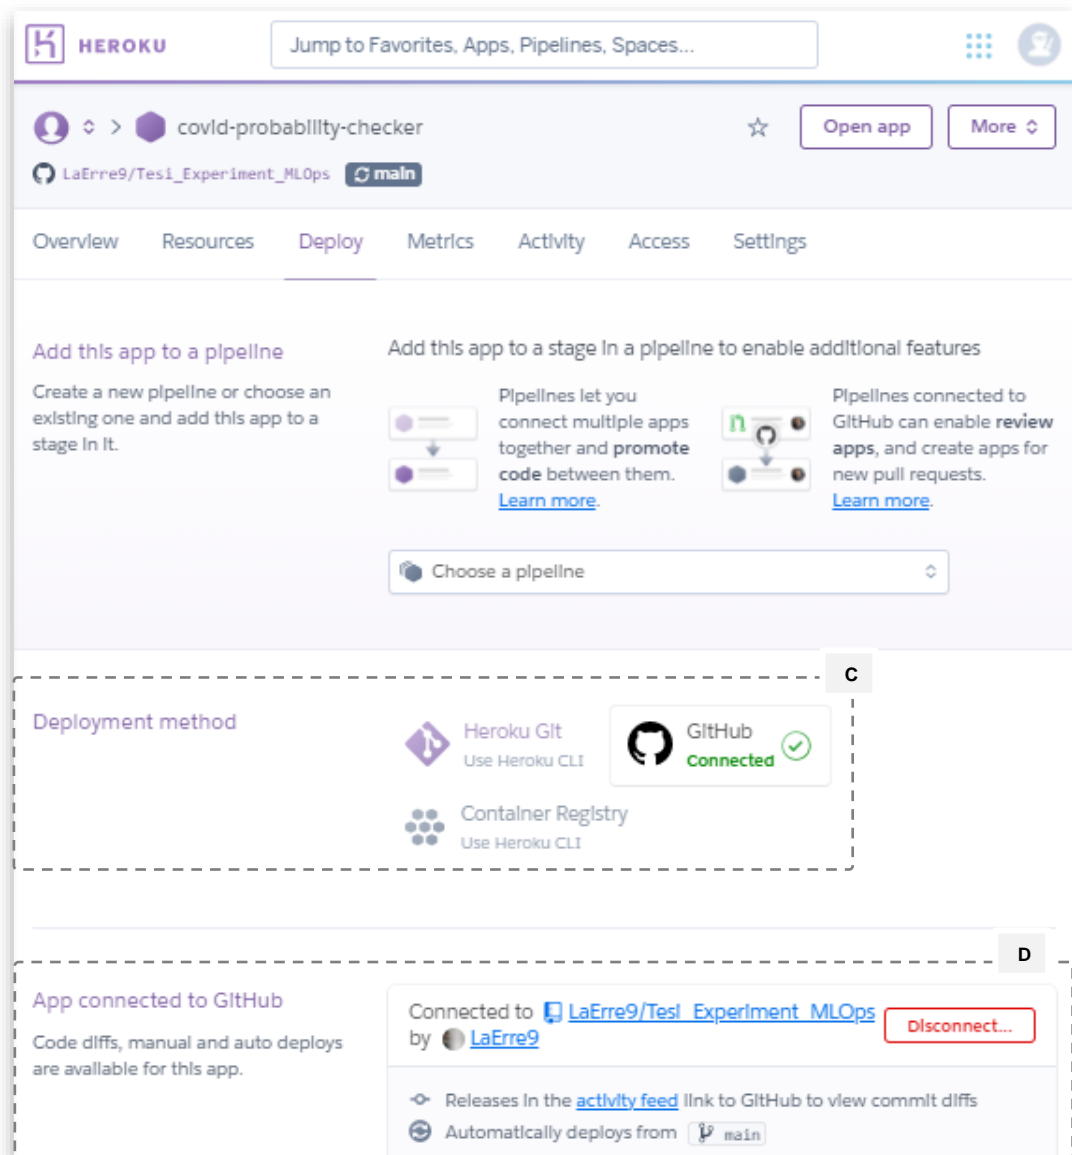 HEROKU
Jump to Favorites, Apps, Pipelines, Spaces...
covid-probability-checker
Open app
More
LaErre9/Tesi_Experiment_MLOps
main
Overview Resources Deploy Metrics Activity Access Settings
Add this app to a pipeline
Create a new pipeline or choose an
existing one and add this app to a
stage in it.
Add this app to a stage in a pipeline to enable additional features
Pipelines let you
connect multiple apps
together and promote
code between them.
Learn more.
Pipelines connected to
GitHub can enable review
apps, and create apps for
new pull requests.
Learn more.
Choose a pipeline
C
Deployment method
Heroku Git
Use Heroku CLI
GitHub
Connected
Container Registry
Use Heroku CLI
D
App connected to GitHub
Code diffs, manual and auto deploys
are available for this app.
Connected to LaErre9/Tesi_Experiment_MLOps
by LaErre9
Disconnect...
Releases in the activity feed link to GitHub to view commit diffs
Automatically deploys from main